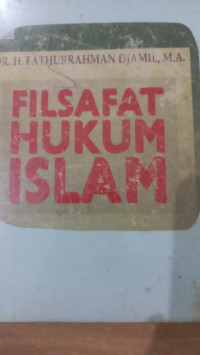 DR. H. FATHURRAHMAN DJAMIL, M.A.
FILSAFAT
HUKUM
ISLAM